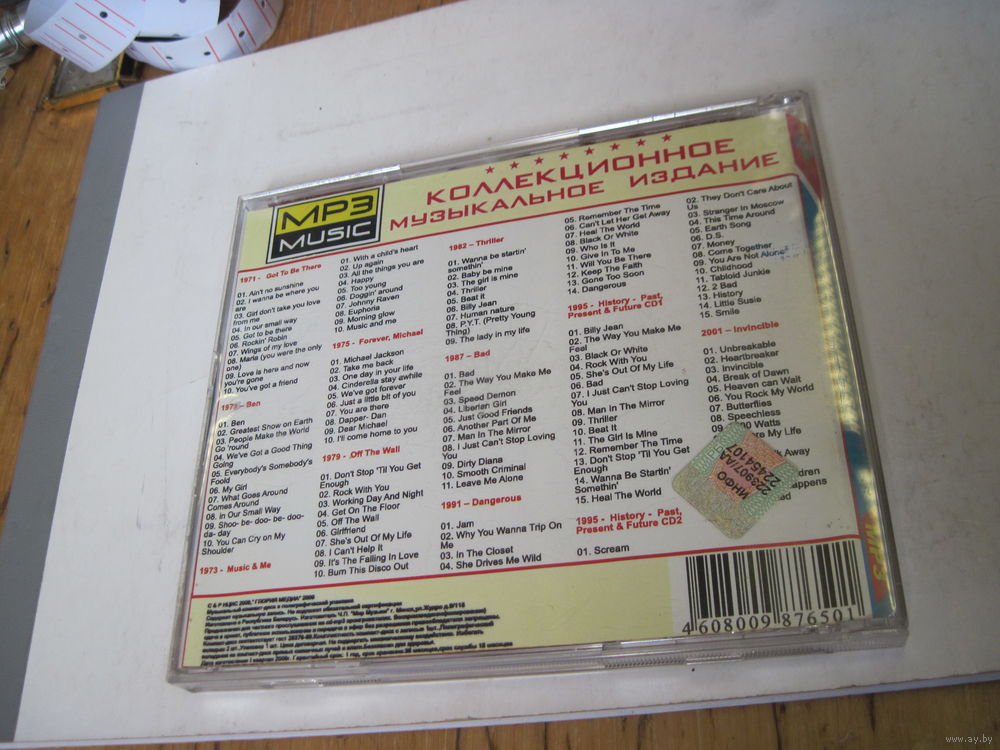 MP3
MUSIC
КОЛЛЕКЦИОННОЕ
МУЗЫКАЛЬНОЕ ИЗДАНИЕ
1971 - Got To Be There
01. Ain't no sunshine
02. I wanna be where you
are
03. Girl don't take you love
from me
04. In our small way
05. Got to be there
06. Rockin' Robin
07. Wings of my love
08. Maria (you were the only
one)
09. Love is here and now
you're gone
10. You've got a friend
1972 - Ben
01. Ben
02. Greatest Show on Earth
03. People Make the World
Go 'round
04. We've Got a Good Thing
Going
05. Everybody's Somebody's
Foold
06. My Girl
07. What Goes Around
Comes Around
08. in Our Small Way
09. Shoo- be- doo- be- doo-
da- day
10. You Can Cry on My
Shoulder
1973 - Music & Me
01. With a child's heart
02. Up again
03. All the things you are
04. Happy
05. Too young
06. Doggin' around
07. Johnny Raven
08. Euphoria
09. Morning glow
10. Music and me
1975 - Forever, Michael
01. Michael Jackson
02. Take me back
03. One day in your life
04. Cinderella stay awhile
05. We've got forever
06. Just a little bit of you
07. You are there
08. Dapper- Dan
09. Dear Michael
10. I'll come home to you
1979 - Off The Wall
01. Don't Stop 'Til You Get
Enough
02. Rock With You
03. Working Day And Night
04. Get On The Floor
05. Off The Wall
06. Girlfriend
07. She's Out Of My Life
08. I Can't Help It
09. It's The Falling In Love
10. Burn This Disco Out
1982 – Thriller
01. Wanna be startin'
somethin'
02. Baby be mine
03. The girl is mine
04. Thriller
05. Beat it
06. Billy Jean
07. Human nature
08. P.Y.T. (Pretty Young
Thing)
09. The lady in my life
1987 - Bad
01. Bad
02. The Way You Make Me
Feel
03. Speed Demon
04. Liberian Girl
05. Just Good Friends
06. Another Part Of Me
07. Man In The Mirror
08. I Just Can't Stop Loving
You
09. Dirty Diana
10. Smooth Criminal
11. Leave Me Alone
1991 – Dangerous
01. Jam
02. Why You Wanna Trip On
Me
03. In The Closet
04. She Drives Me Wild
05. Remember The Time
06. Can't Let Her Get Away
07. Heal The World
08. Black Or White
09. Who Is It
10. Give In To Me
11. Will You Be There
12. Keep The Faith
13. Gone Too Soon
14. Dangerous
1995 - History - Past,
Present & Future CD1
01. Billy Jean
02. The Way You Make Me
Feel
03. Black Or White
04. Rock With You
05. She's Out Of My Life
06. Bad
07. I Just Can't Stop Loving
You
08. Man In The Mirror
09. Thriller
10. Beat It
11. The Girl Is Mine
12. Remember The Time
13. Don't Stop 'Til You Get
Enough
14. Wanna Be Startin'
Somethin'
15. Heal The World
1995 - History - Past,
Present & Future CD2
01. Scream
02. They Don't Care About
Us
03. Stranger In Moscow
04. This Time Around
05. Earth Song
06. D.S.
07. Money
08. Come Together
09. You Are Not Alone
10. Childhood
11. Tabloid Junkie
12. 2 Bad
13. History
14. Little Susie
15. Smile
2001 – Invincible
01. Unbreakable
02. Heartbreaker
03. Invincible
04. Break of Dawn
05. Heaven can Wait
06. You Rock My World
07. Butterflies
08. Speechless
Watts
My Life
Away
ИНФО
4608009876501
www.ay.by